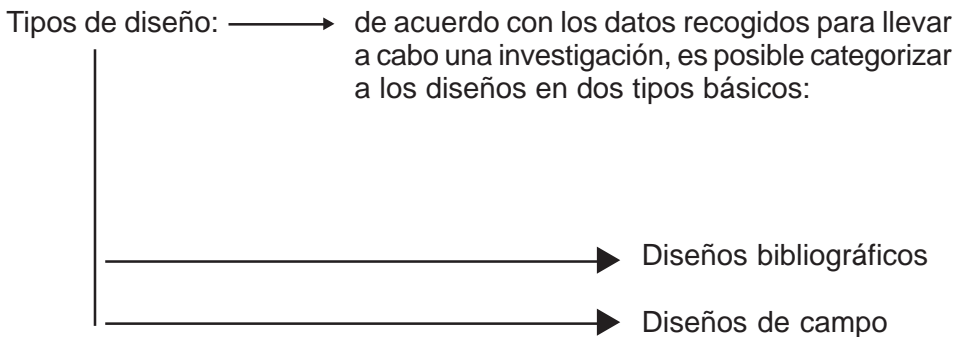 Tipos de diseño: de acuerdo con los datos recogidos para llevar
a cabo una investigación, es posible categorizar
a los diseños en dos tipos básicos:
Diseños bibliográficos
Diseños de campo